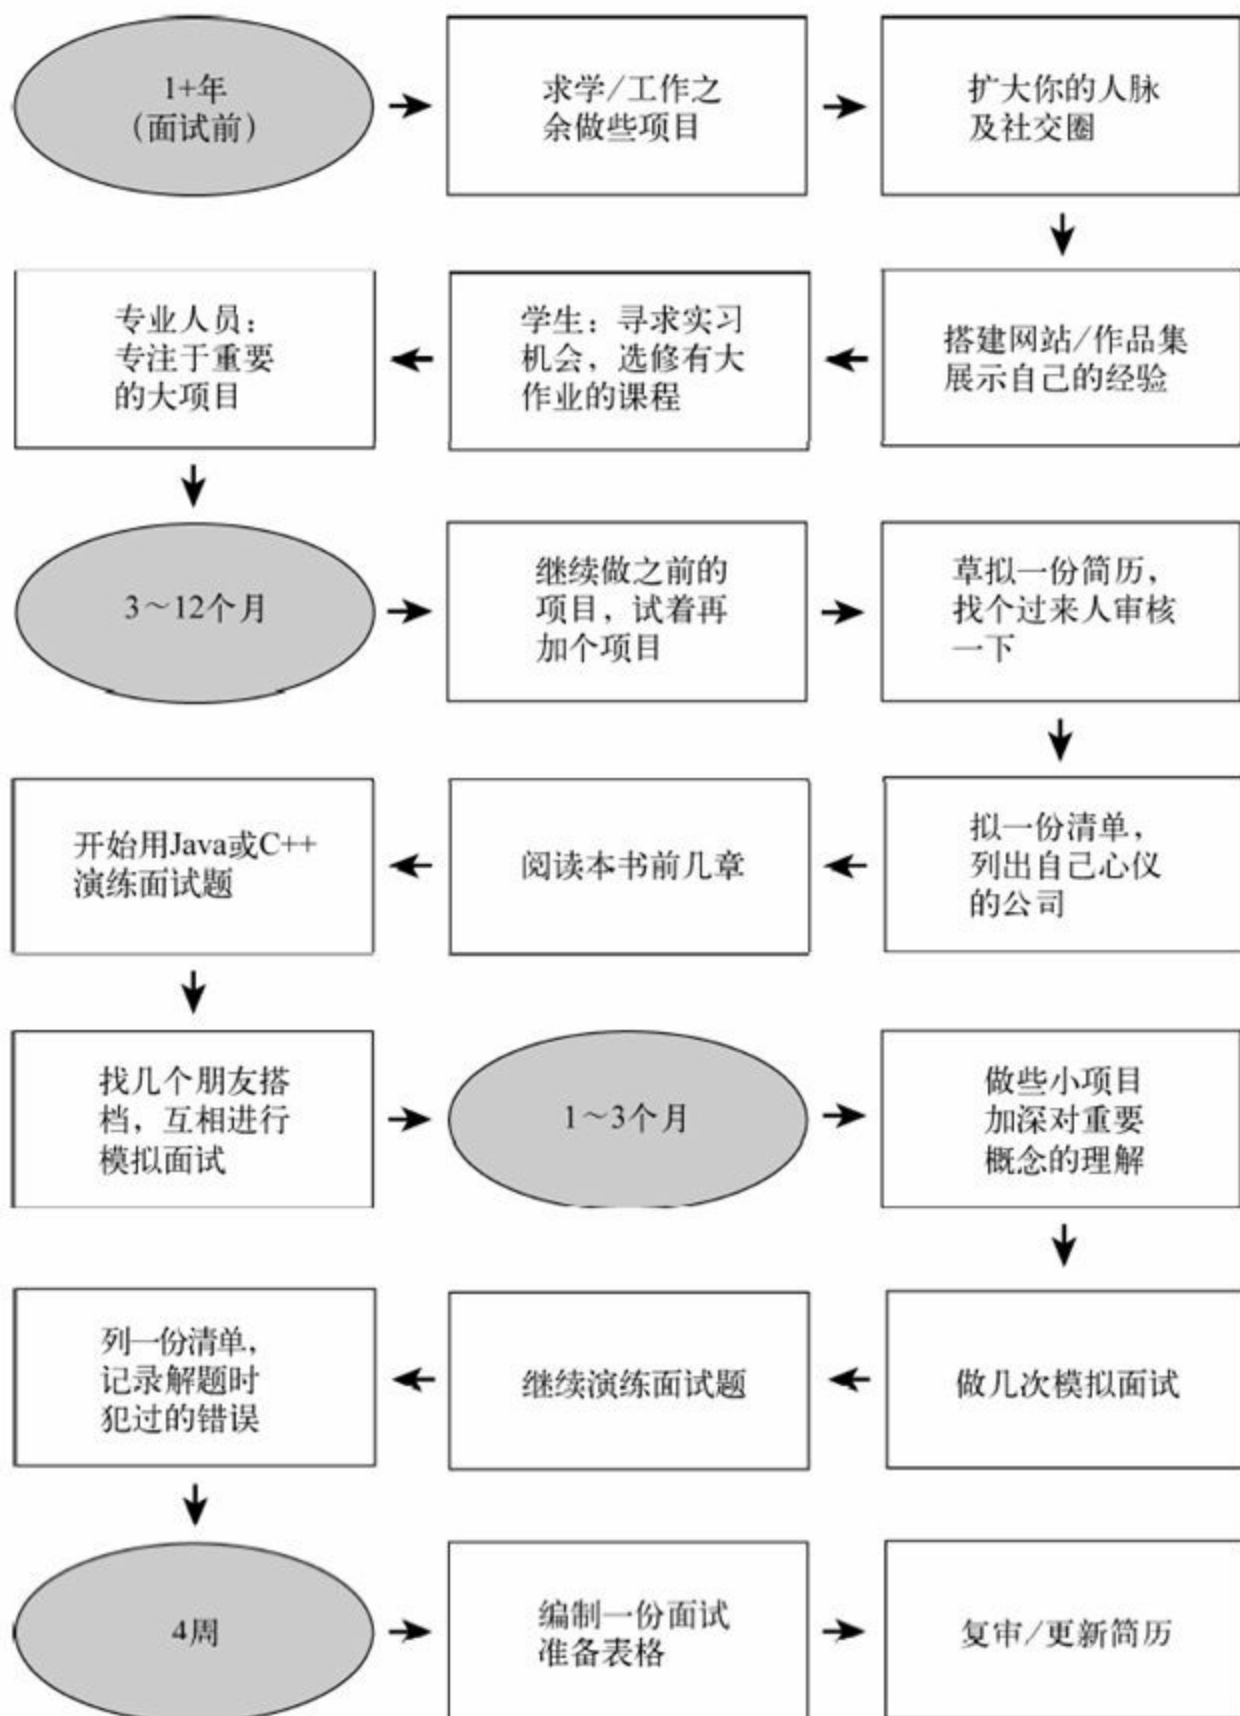 1+年
（面试前）
求学/工作之
余做些项目
扩大你的人脉
及社交圈
搭建网站/作品集
展示自己的经验
学生：寻求实习
机会，选修有大
作业的课程
专业人员：
专注于重要
的大项目
3～12个月
继续做之前的
项目，试着再
加个项目
草拟一份简历，
找个过来人审核
一下
拟一份清单，
列出自己心仪
的公司
阅读本书前几章
开始用Java或C++
演练面试题
找几个朋友搭
档，互相进行
模拟面试
1～3个月
做些小项目
加深对重要
概念的理解
做几次模拟面试
继续演练面试题
列一份清单，
记录解题时
犯过的错误
4周
编制一份面试
准备表格
复审/更新简历